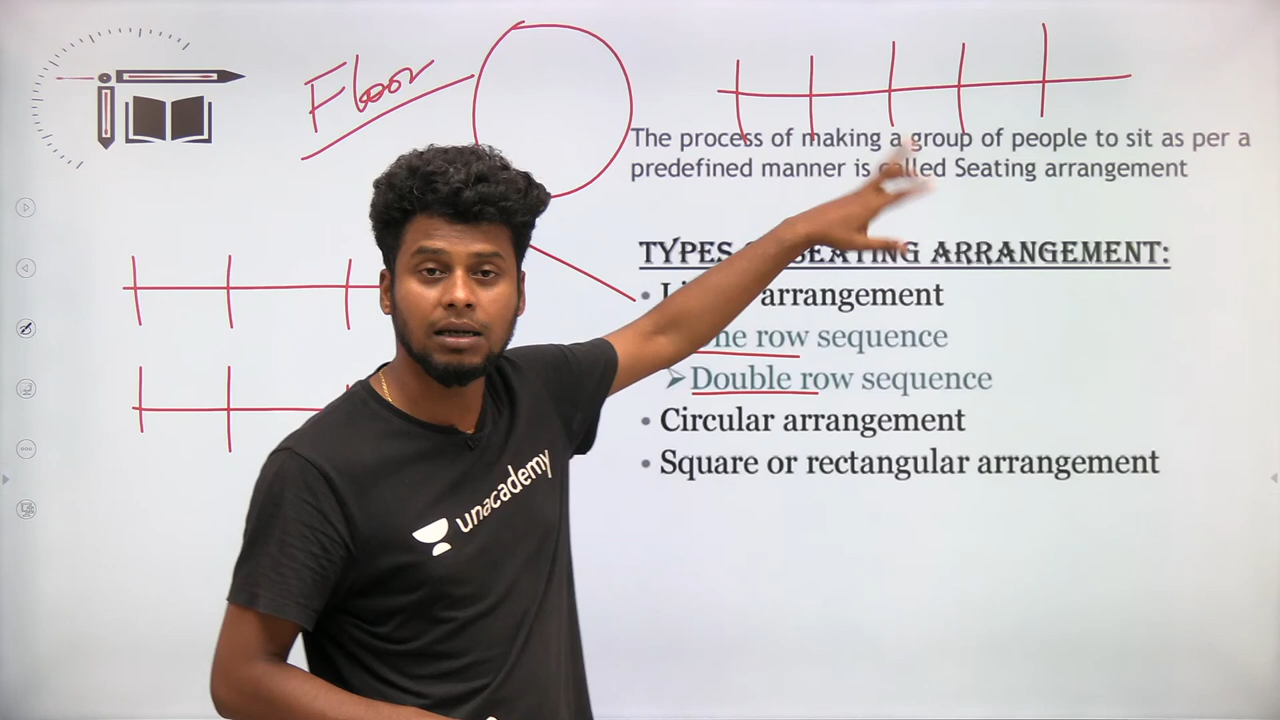 Floor
The process of making a group of people to sit as per a
predefined manner is called Seating arrangement
TYPES SEATING ARRANGEMENT:
• arrangement
row sequence
➤ Double row sequence
• Circular arrangement
• Square or rectangular arrangement
unacademy